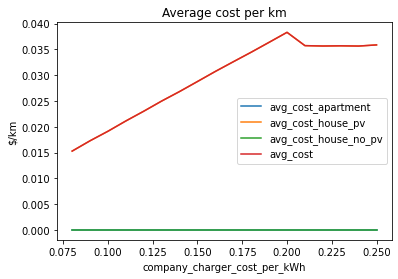 Average cost per km
0.040
0.035
0.030
0.025
0.020
0.015
0.010
0.005
0.000
$/km
avg_cost_apartment
avg_cost_house_pv
avg_cost_house_no_pv
avg_cost
0.075 0.100 0.125 0.150 0.175 0.200 0.225 0.250
company_charger_cost_per_kWh